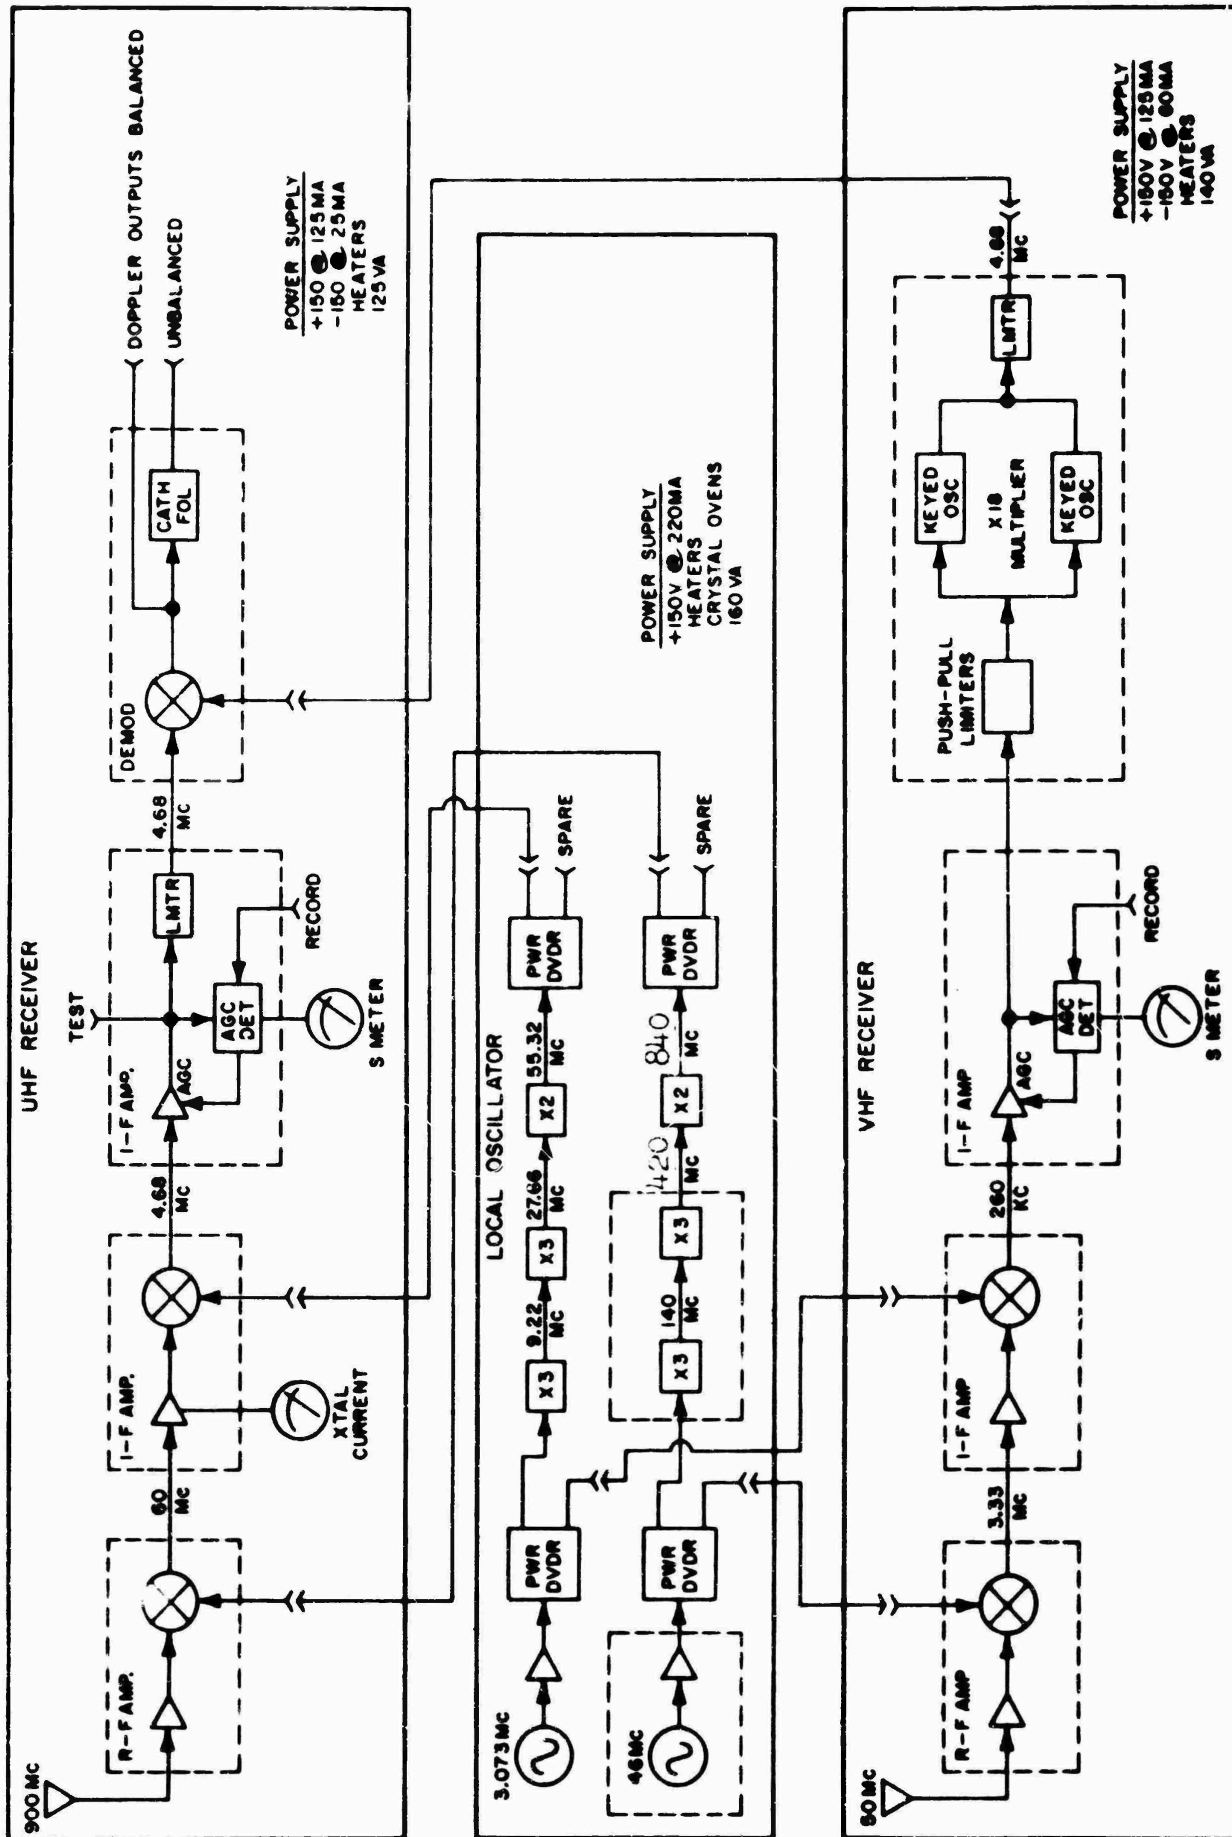 UHF RECEIVER
900 MC
R-F AMP.
60
MC
I-F AMP.
XTAL
CURRENT
4.68
MC
I-F AMP.
AGC
TEST
AGC
DET
LMTR
RECORD
S METER
4.68
MC
DEMOD
CATH
FOL
DOPPLER OUTPUTS BALANCED
UNBALANCED
POWER SUPPLY
+150 @ 125MA
-150 @ 25MA
HEATERS
125VA
LOCAL OSCILLATOR
3.073MC
PWR
DVDR
X3
9.22
MC
X3
27.66
MC
X2
55.32
MC
PWR
DVDR
SPARE
46MC
PWR
DVDR
X3
140
MC
X3
420
MC
X2
840
MC
PWR
DVDR
SPARE
POWER SUPPLY
+150V @ 220MA
HEATERS
CRYSTAL OVENS
160VA
VHF RECEIVER
50MC
R-F AMP
3.33
MC
I-F AMP
260
KC
I-F AMP
AGC
AGC
DET
RECORD
S METER
PUSH-PULL
LIMITERS
KEYED
OSC
X18
MULTIPLIER
KEYED
OSC
LMTR
4.68
MC
POWER SUPPLY
+150V @ 125MA
-150V @ 60MA
HEATERS
140VA